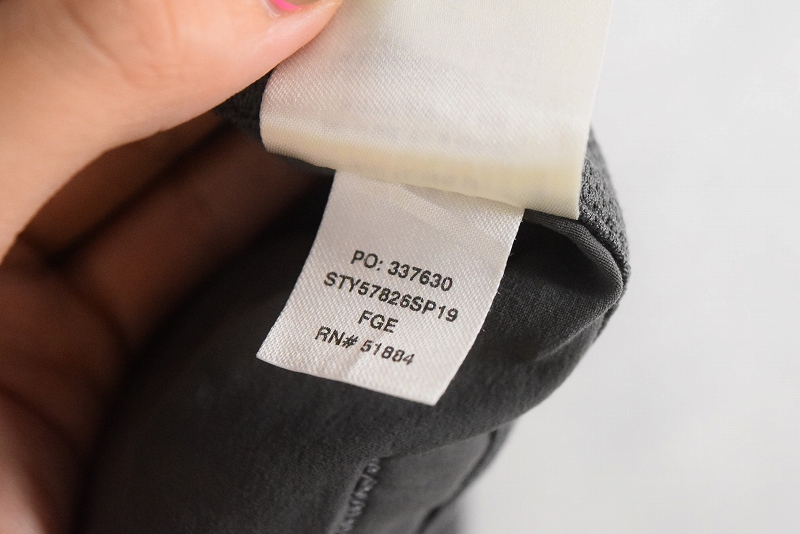 PO: 337630
STY57826SP19
FGE
RN# 51884